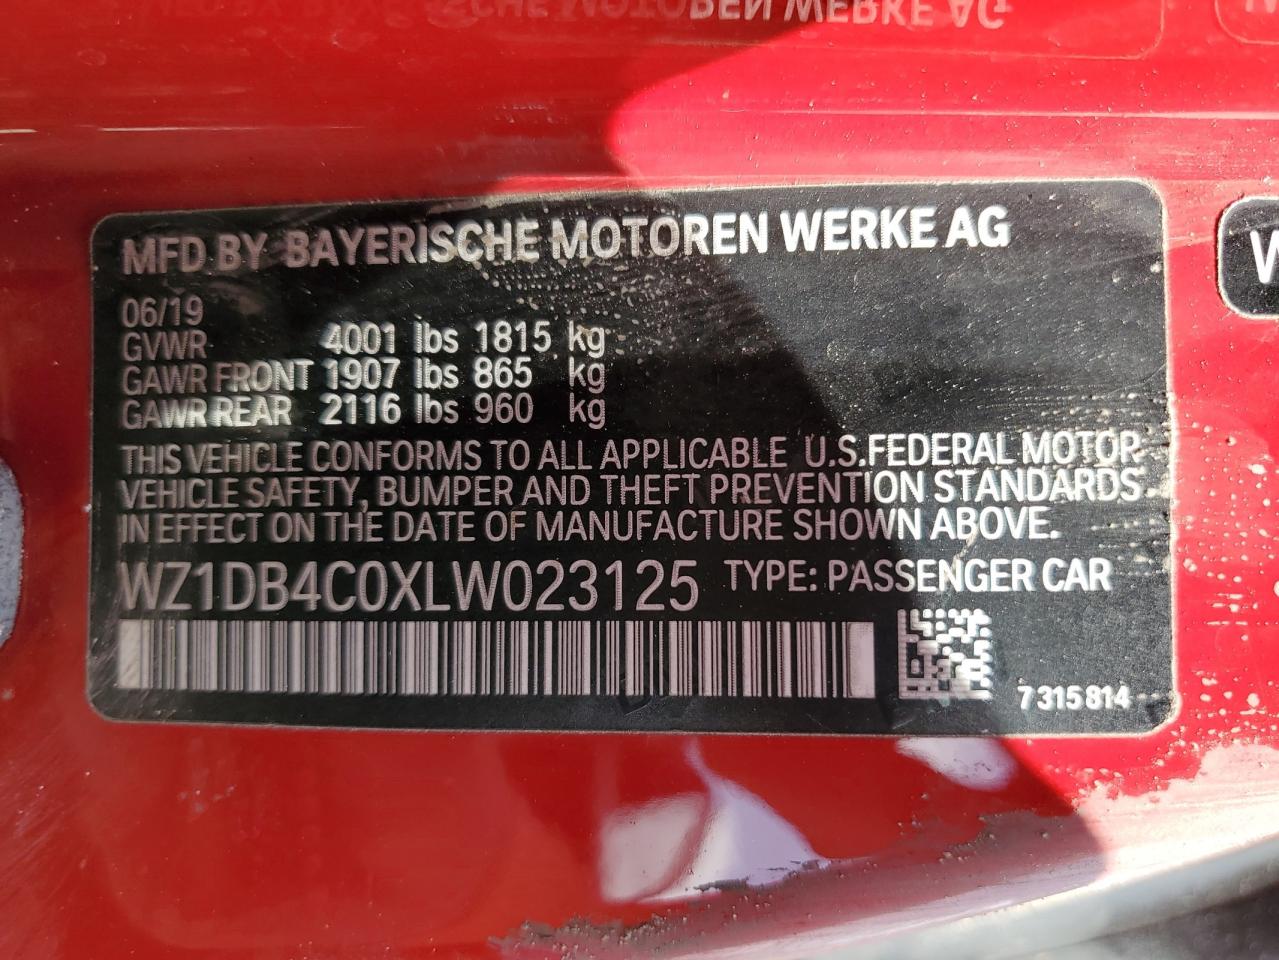 MFD BY BAYERISCHE MOTOREN WERKE AG
06/19
GVWR 4001 lbs 1815 kg
GAWR FRONT 1907 lbs 865 kg
GAWR REAR 2116 lbs 960 kg
THIS VEHICLE CONFORMS TO ALL APPLICABLE U.S.FEDERAL MOTOR
VEHICLE SAFETY, BUMPER AND THEFT PREVENTION STANDARDS
IN EFFECT ON THE DATE OF MANUFACTURE SHOWN ABOVE.
WZ1DB4C0XLW023125 TYPE: PASSENGER CAR
7315814